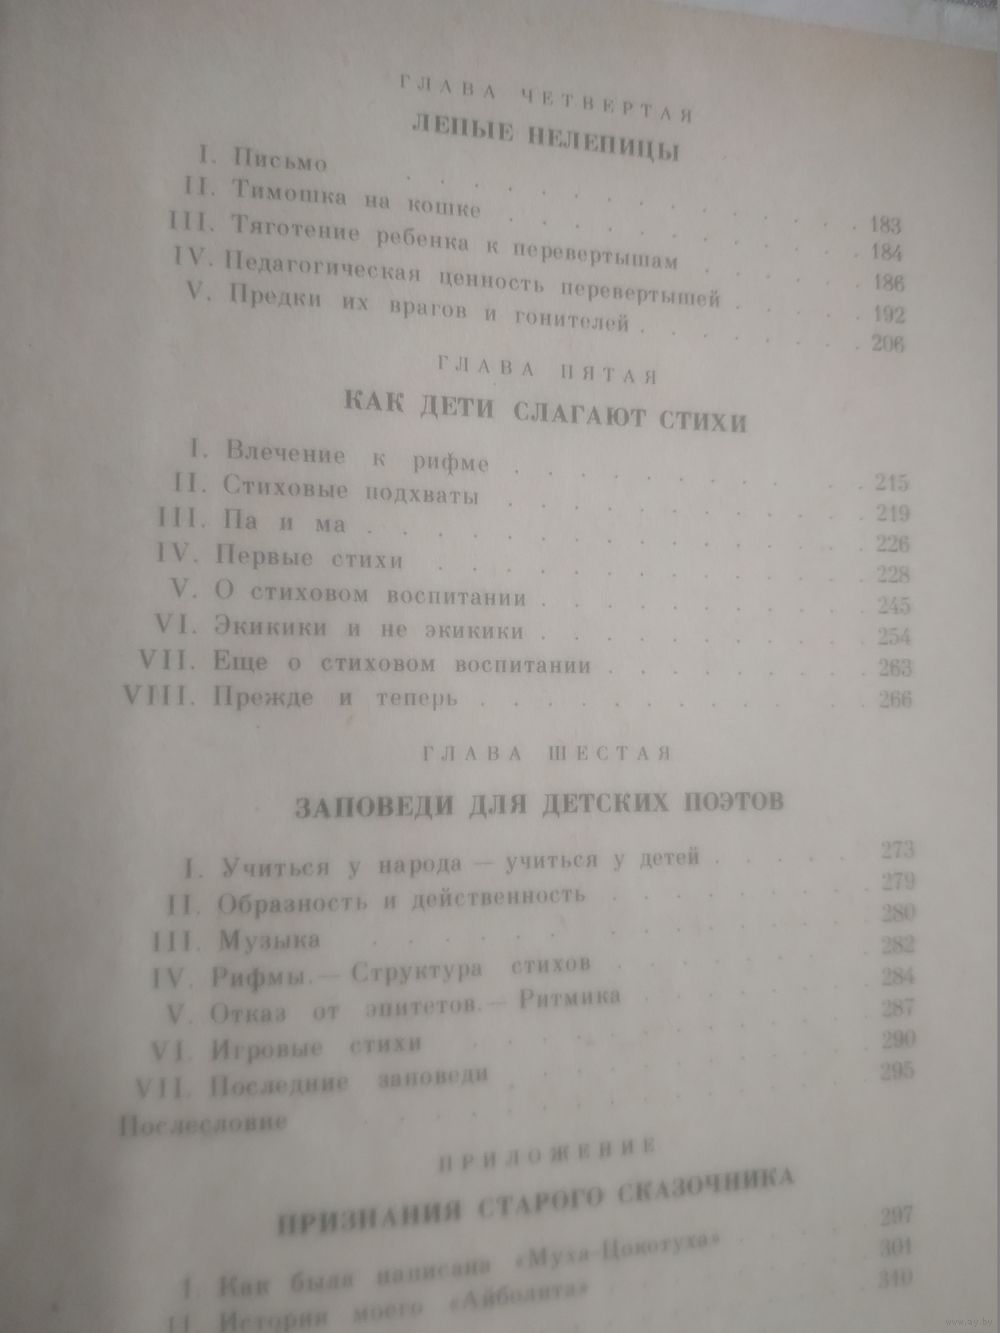 ГЛАВА ЧЕТВЕРТАЯ
ЛЕПЫЕ НЕЛЕПИЦЫ
I. Письмо . . . . . . . . . . . . . 183
II. Тимошка на кошке . . . . . . . . . . 184
III. Тяготение ребенка к перевертышам . . . . . 186
IV. Педагогическая ценность перевертышей . . . . 192
V. Предки их врагов и гонителей . . . . . . . 206
ГЛАВА ПЯТАЯ
КАК ДЕТИ СЛАГАЮТ СТИХИ
I. Влечение к рифме . . . . . . . . . . 215
II. Стиховые подхваты . . . . . . . . . . 219
III. Па и ма . . . . . . . . . . . . . . 226
IV. Первые стихи . . . . . . . . . . . . 228
V. О стиховом воспитании . . . . . . . . . 245
VI. Экикики и не экикики . . . . . . . . . 254
VII. Еще о стиховом воспитании . . . . . . . 263
VIII. Прежде и теперь . . . . . . . . . . . 266
ГЛАВА ШЕСТАЯ
ЗАПОВЕДИ ДЛЯ ДЕТСКИХ ПОЭТОВ
I. Учиться у народа — учиться у детей . . . . . 273
II. Образность и действенность . . . . . . . 279
III. Музыка . . . . . . . . . . . . . 280
IV. Рифмы. — Структура стихов . . . . . . . 282
V. Отказ от эпитетов. — Ритмика . . . . . . 284
VI. Игровые стихи . . . . . . . . . . . 287
VII. Последние заповеди . . . . . . . . . . 290
Послесловие . . . . . . . . . . . . . 295
ПРИЛОЖЕНИЕ
ПРИЗНАНИЯ СТАРОГО СКАЗОЧНИКА
I. Как была написана «Муха-Цокотуха» . . . . 297
II. История моего «Айболита» . . . . . . . 301
310
www.ay.by